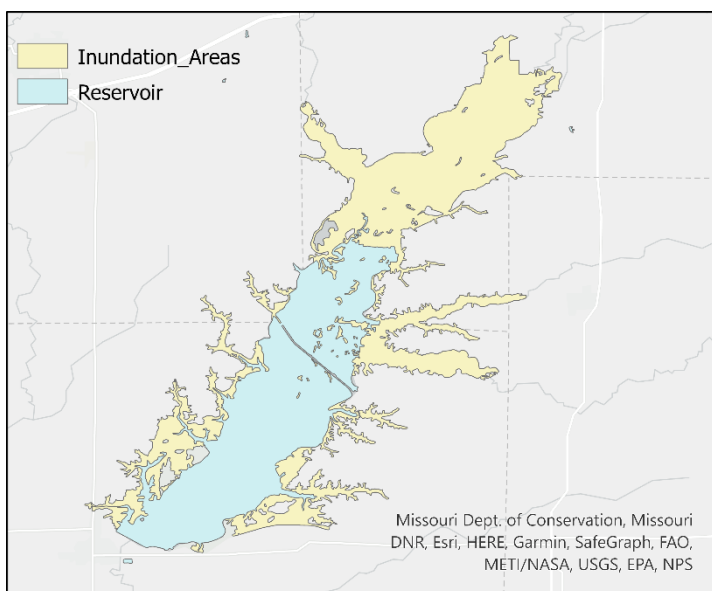 Inundation_Areas
Reservoir
Missouri Dept. of Conservation, Missouri
DNR, Esri, HERE, Garmin, SafeGraph, FAO,
METI/NASA, USGS, EPA, NPS